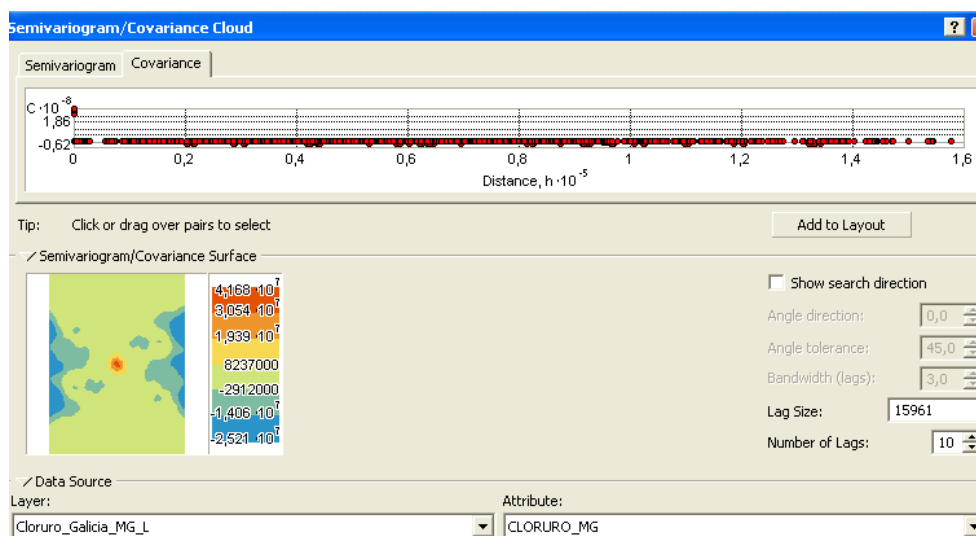 Semivariogram/Covariance Cloud ?
Semivariogram Covariance
C·10⁻⁸
1,86
-0,62
0 0,2 0,4 0,6 0,8 1 1,2 1,4 1,6
Distance, h·10⁻⁵
Tip: Click or drag over pairs to select Add to Layout
Semivariogram/Covariance Surface
4,168·10⁷
3,054·10⁷
1,939·10⁷
8237000
-2912000
-1,406·10⁷
-2,521·10⁷
Show search direction
Angle direction: 0,0
Angle tolerance: 45,0
Bandwidth (lags): 3,0
Lag Size: 15961
Number of Lags: 10
Data Source
Layer: Attribute:
Cloruro_Galicia_MG_L CLORURO_MG